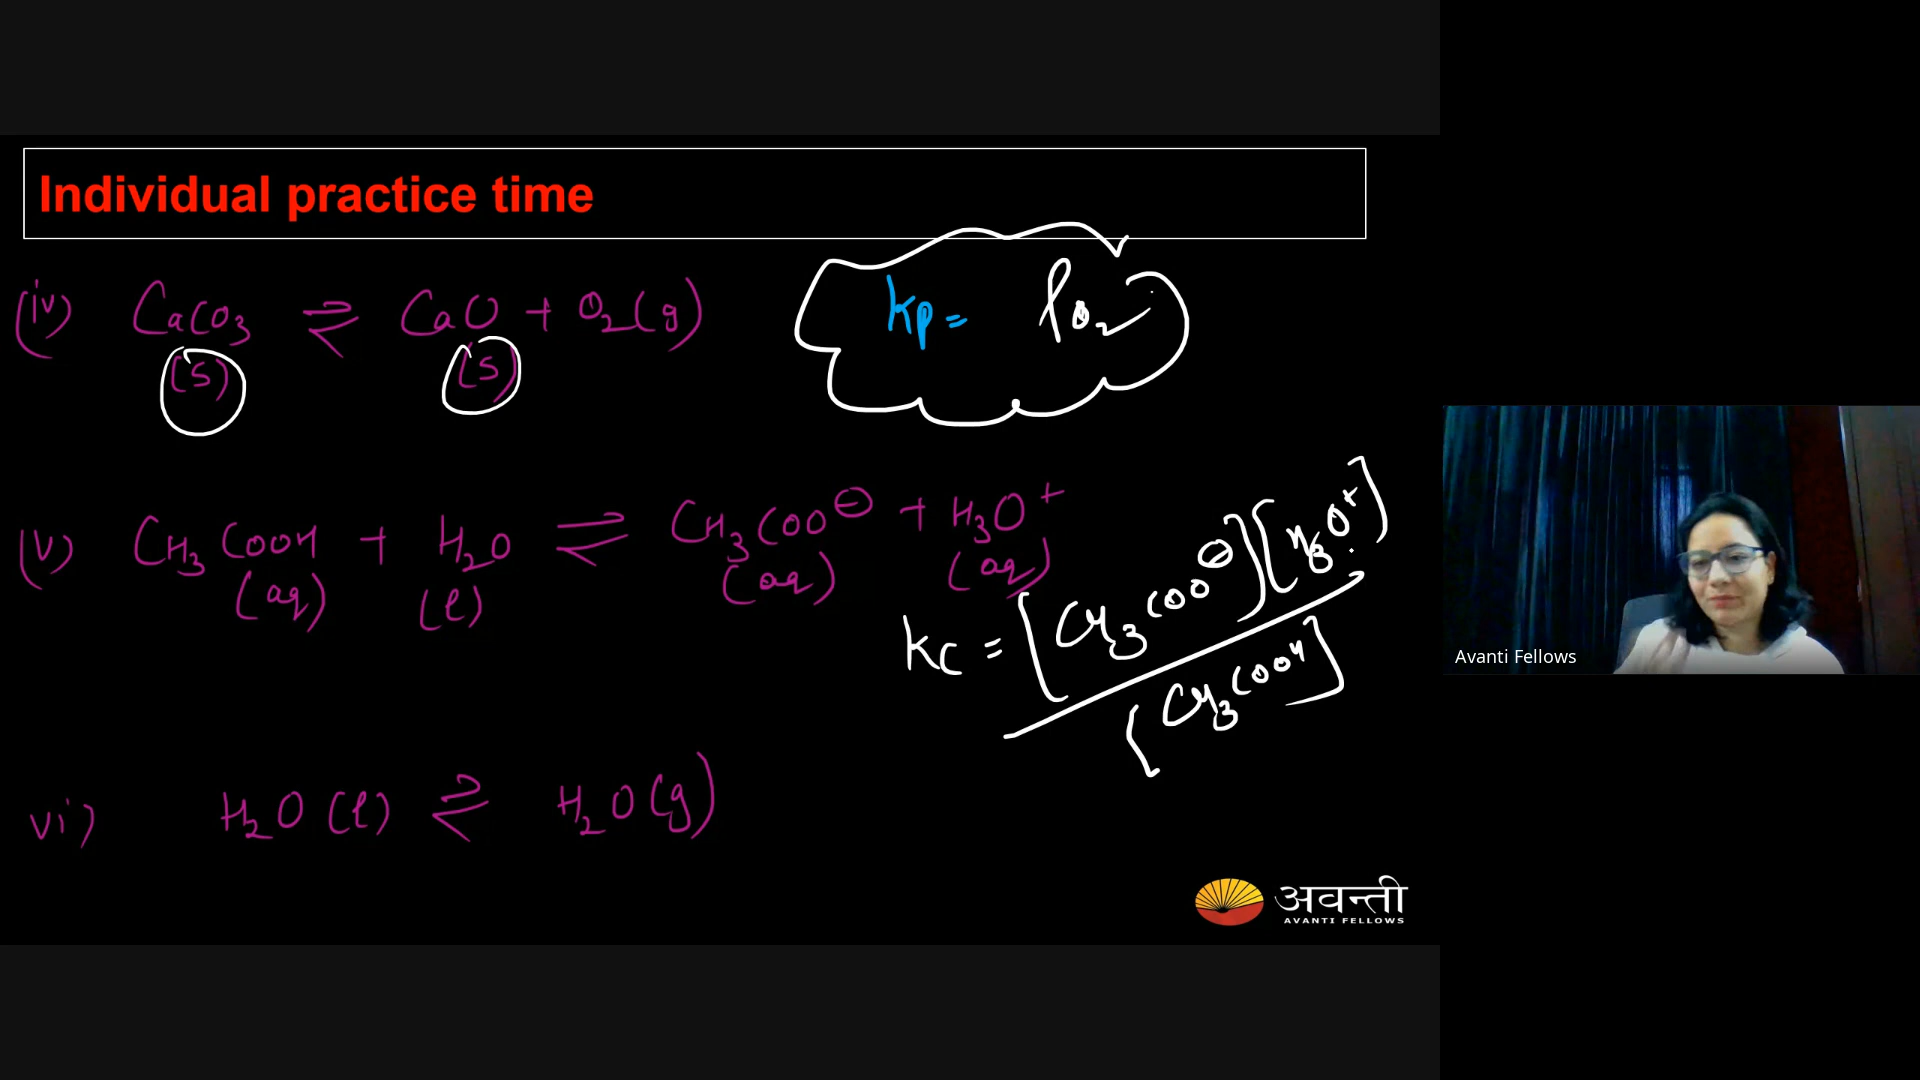 Individual practice time
(iv) CaCO3 ⇌ CaO + O2(g)
(s) (s)
kp = PO2
(v) CH3COOH + H2O ⇌ CH3COO⊖ + H3O+
(aq) (l) (aq) (aq)
kc = [CH3COO⊖][H3O+]
[CH3COOH]
vi) H2O(l) ⇌ H2O(g)
Avanti Fellows
अवन्ती
AVANTI FELLOWS